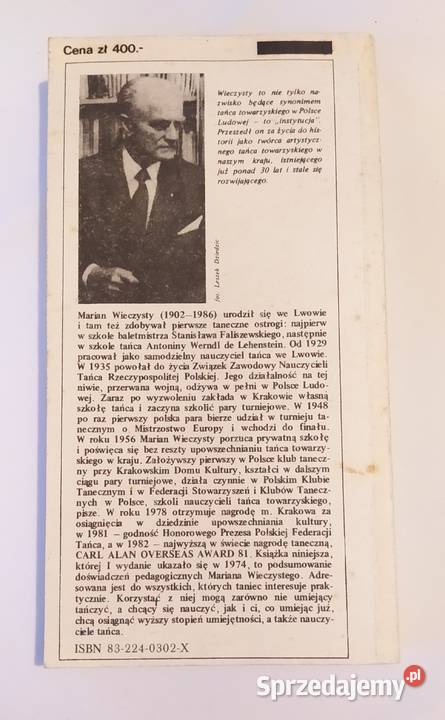 Cena zł 400.-
Wieczysty to nie tylko na-
zwisko będące synonimem
tańca towarzyskiego w Polsce
Ludowej – to „instytucja".
Przeszedł on za życia do his-
torii jako twórca artystycz-
nego tańca towarzyskiego w
naszym kraju, istniejącego
już ponad 30 lat i stale się
rozwijającego.
fot. Leszek Dziedzic
Marian Wieczysty (1902–1986) urodził się we Lwowie
i tam też zdobywał pierwsze taneczne ostrogi: najpierw
w szkole baletmistrza Stanisława Faliszewskiego, następnie
w szkole tańca Antoniny Werndl de Lehenstein. Od 1929
pracował jako samodzielny nauczyciel tańca we Lwowie.
W 1935 powołał do życia Związek Zawodowy Nauczycieli
Tańca Rzeczypospolitej Polskiej. Jego działalność na tej
niwie, przerwana wojną, odżywa w pełni w Polsce Ludo-
wej. Zaraz po wyzwoleniu zakłada w Krakowie własną
szkołę tańca i zaczyna szkolić pary turniejowe. W 1948
po raz pierwszy polska para bierze udział w turnieju ta-
necznym o Mistrzostwo Europy i wchodzi do finału.
W roku 1956 Marian Wieczysty porzuca prywatną szkołę
i poświęca się bez reszty upowszechnianiu tańca towarzy-
skiego w kraju. Założywszy pierwszy w Polsce klub tanecz-
ny przy Krakowskim Domu Kultury, kształci w dalszym
ciągu pary turniejowe, działa czynnie w Polskim Klubie
Tanecznym i w Federacji Stowarzyszeń i Klubów Tanecz-
nych w Polsce, szkoli nauczycieli tańca towarzyskiego,
pisze. W roku 1978 otrzymuje nagrodę m. Krakowa za
osiągnięcia w dziedzinie upowszechniania kultury,
w 1981 – godność Honorowego Prezesa Polskiej Federacji
Tańca, a w 1982 – najwyższą w świecie nagrodę taneczną,
CARL ALAN OVERSEAS AWARD 81. Książka niniejsza,
której I wydanie ukazało się w 1974, to podsumowanie
doświadczeń pedagogicznych Mariana Wieczystego. Adre-
sowana jest do wszystkich, których taniec interesuje prak-
tycznie. Korzystać z niej mogą zarówno nie umiejący
tańczyć, a chcący się nauczyć, jak i ci, co umiejąc już,
chcą osiągnąć wyższy stopień umiejętności, a także nauczy-
ciele tańca.
ISBN 83-224-0302-X
Sprzedajemy.pl